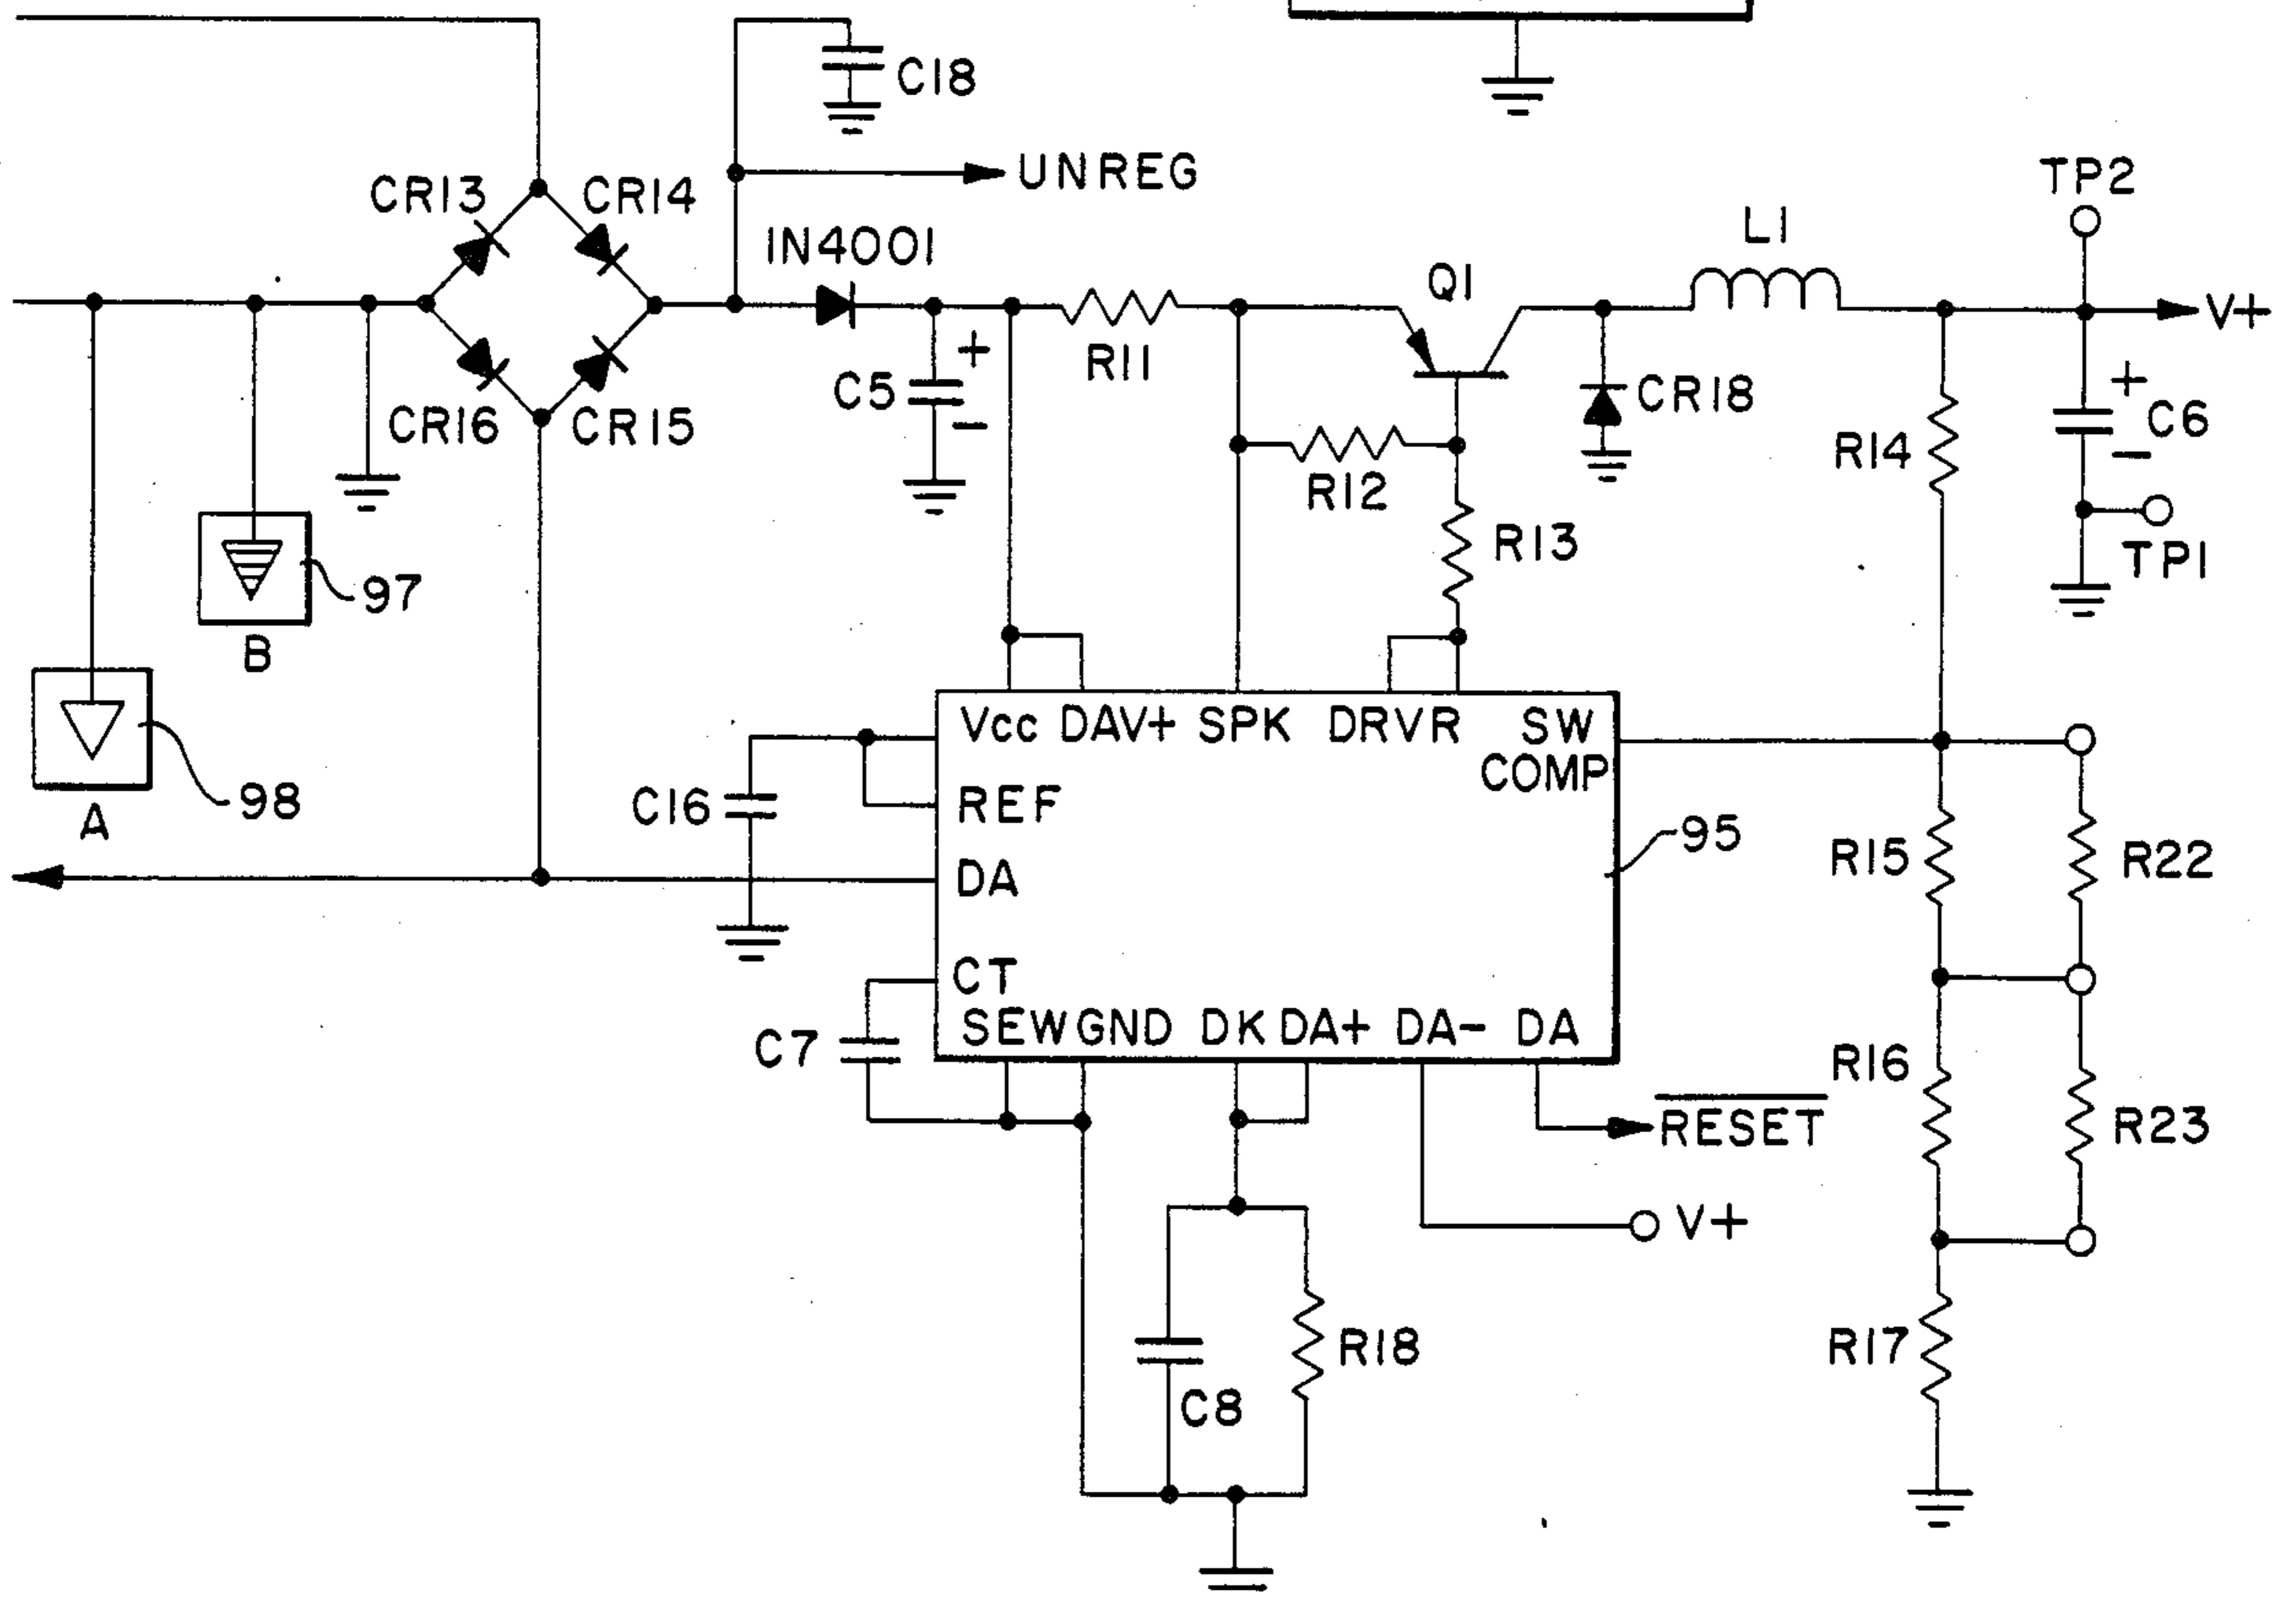 C18
UNREG
TP2
CR13
CR14
L1
1N4001
Q1
V+
+
R11
CR18
+
C5
-
C6
R14
-
CR16
CR15
R12
R13
TP1
97
B
Vcc DAV+ SPK DRVR SW
COMP
98
C16
REF
A
95
DA
R15
R22
CT
C7
SEW GND DK DA+ DA- DA
R16
RESET
R23
V+
R18
R17
C8